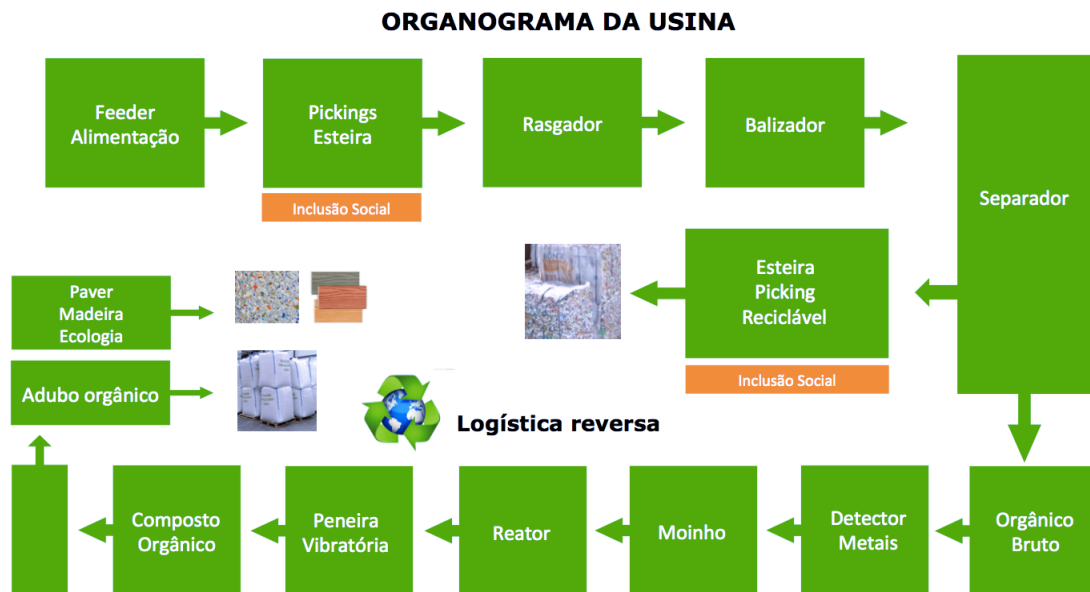 ORGANOGRAMA DA USINA
Feeder
Alimentação
Pickings
Esteira
Inclusão Social
Rasgador
Balizador
Separador
Esteira
Picking
Reciclável
Inclusão Social
Paver
Madeira
Ecologia
Adubo orgânico
Logística reversa
Composto
Orgânico
Peneira
Vibratória
Reator
Moinho
Detector
Metais
Orgânico
Bruto